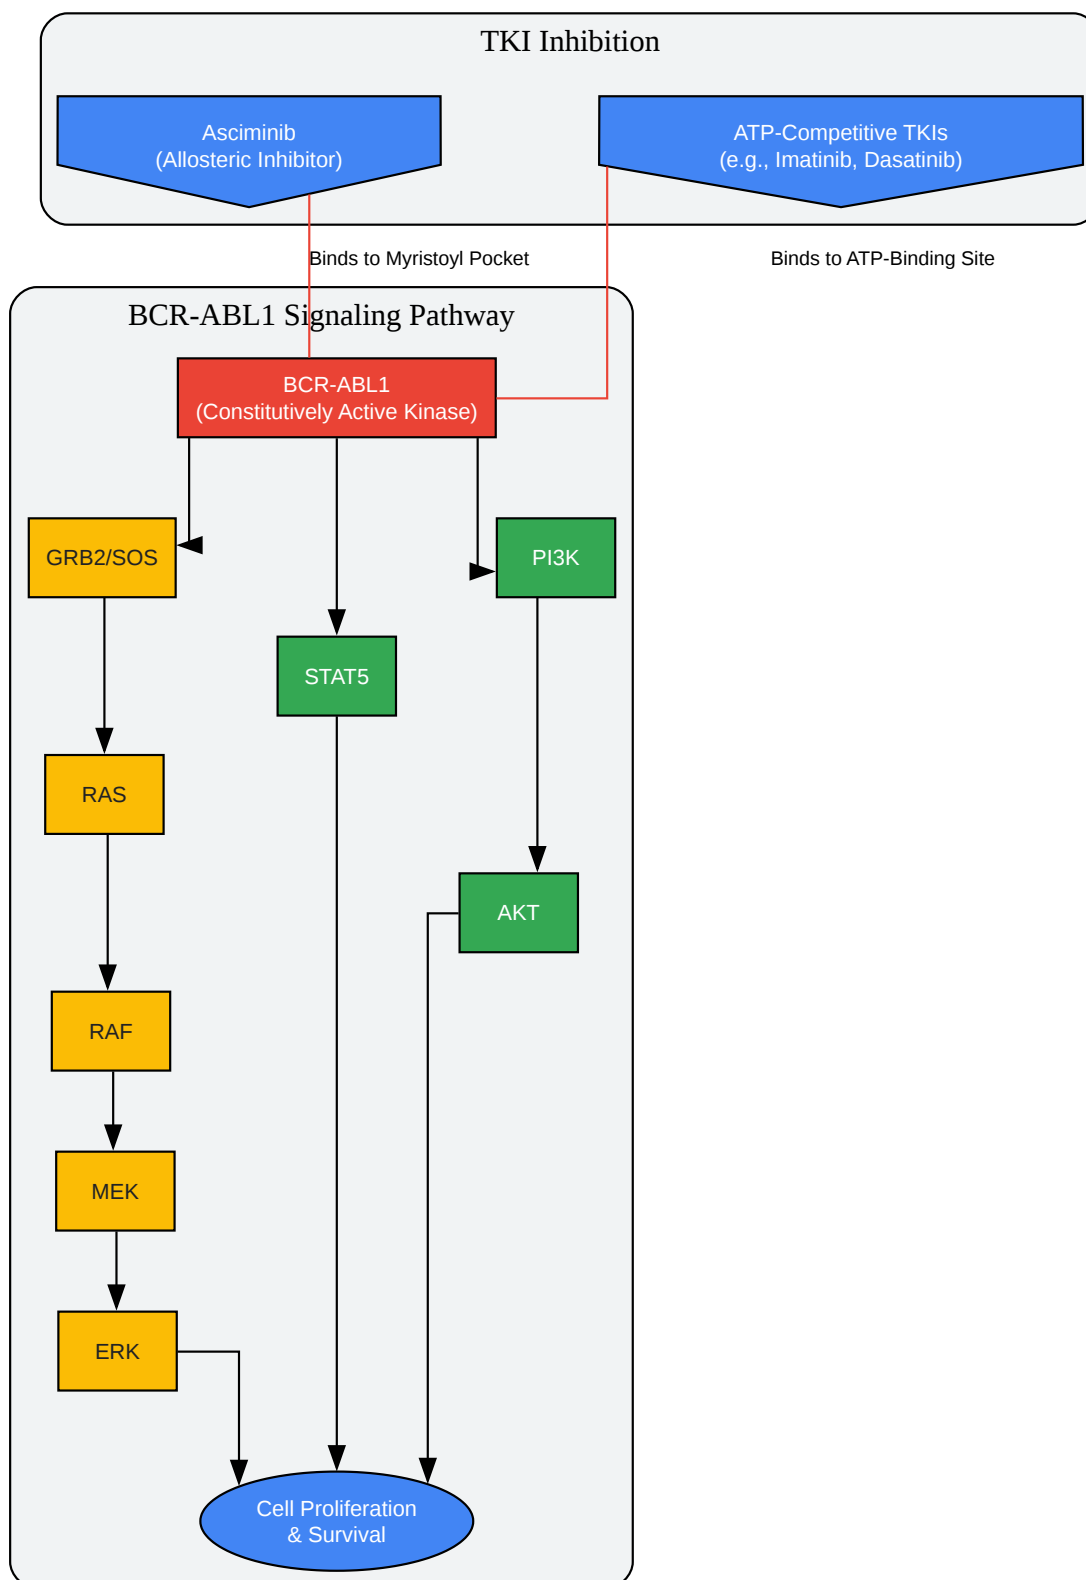 TKI Inhibition
Asciminib
(Allosteric Inhibitor)
ATP-Competitive TKIs
(e.g., Imatinib, Dasatinib)
Binds to Myristoyl Pocket
Binds to ATP-Binding Site
BCR-ABL1 Signaling Pathway
BCR-ABL1
(Constitutively Active Kinase)
GRB2/SOS
PI3K
STAT5
RAS
AKT
RAF
MEK
ERK
Cell Proliferation
& Survival